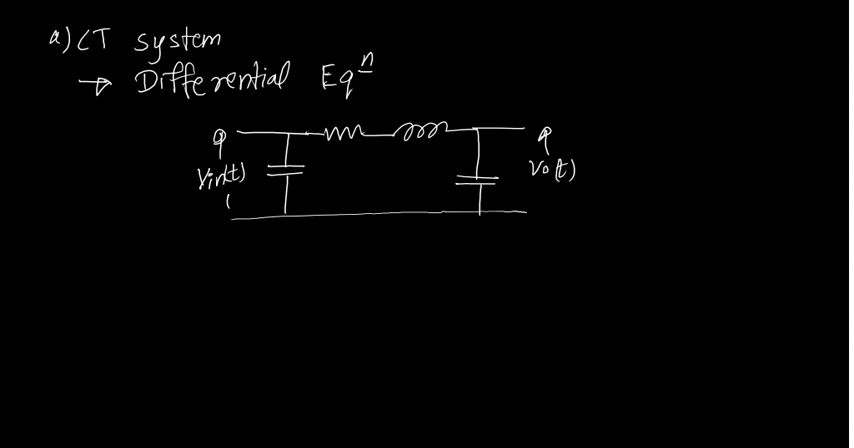 a) CT system
→ Differential Eqⁿ
Vin(t)
Vo(t)